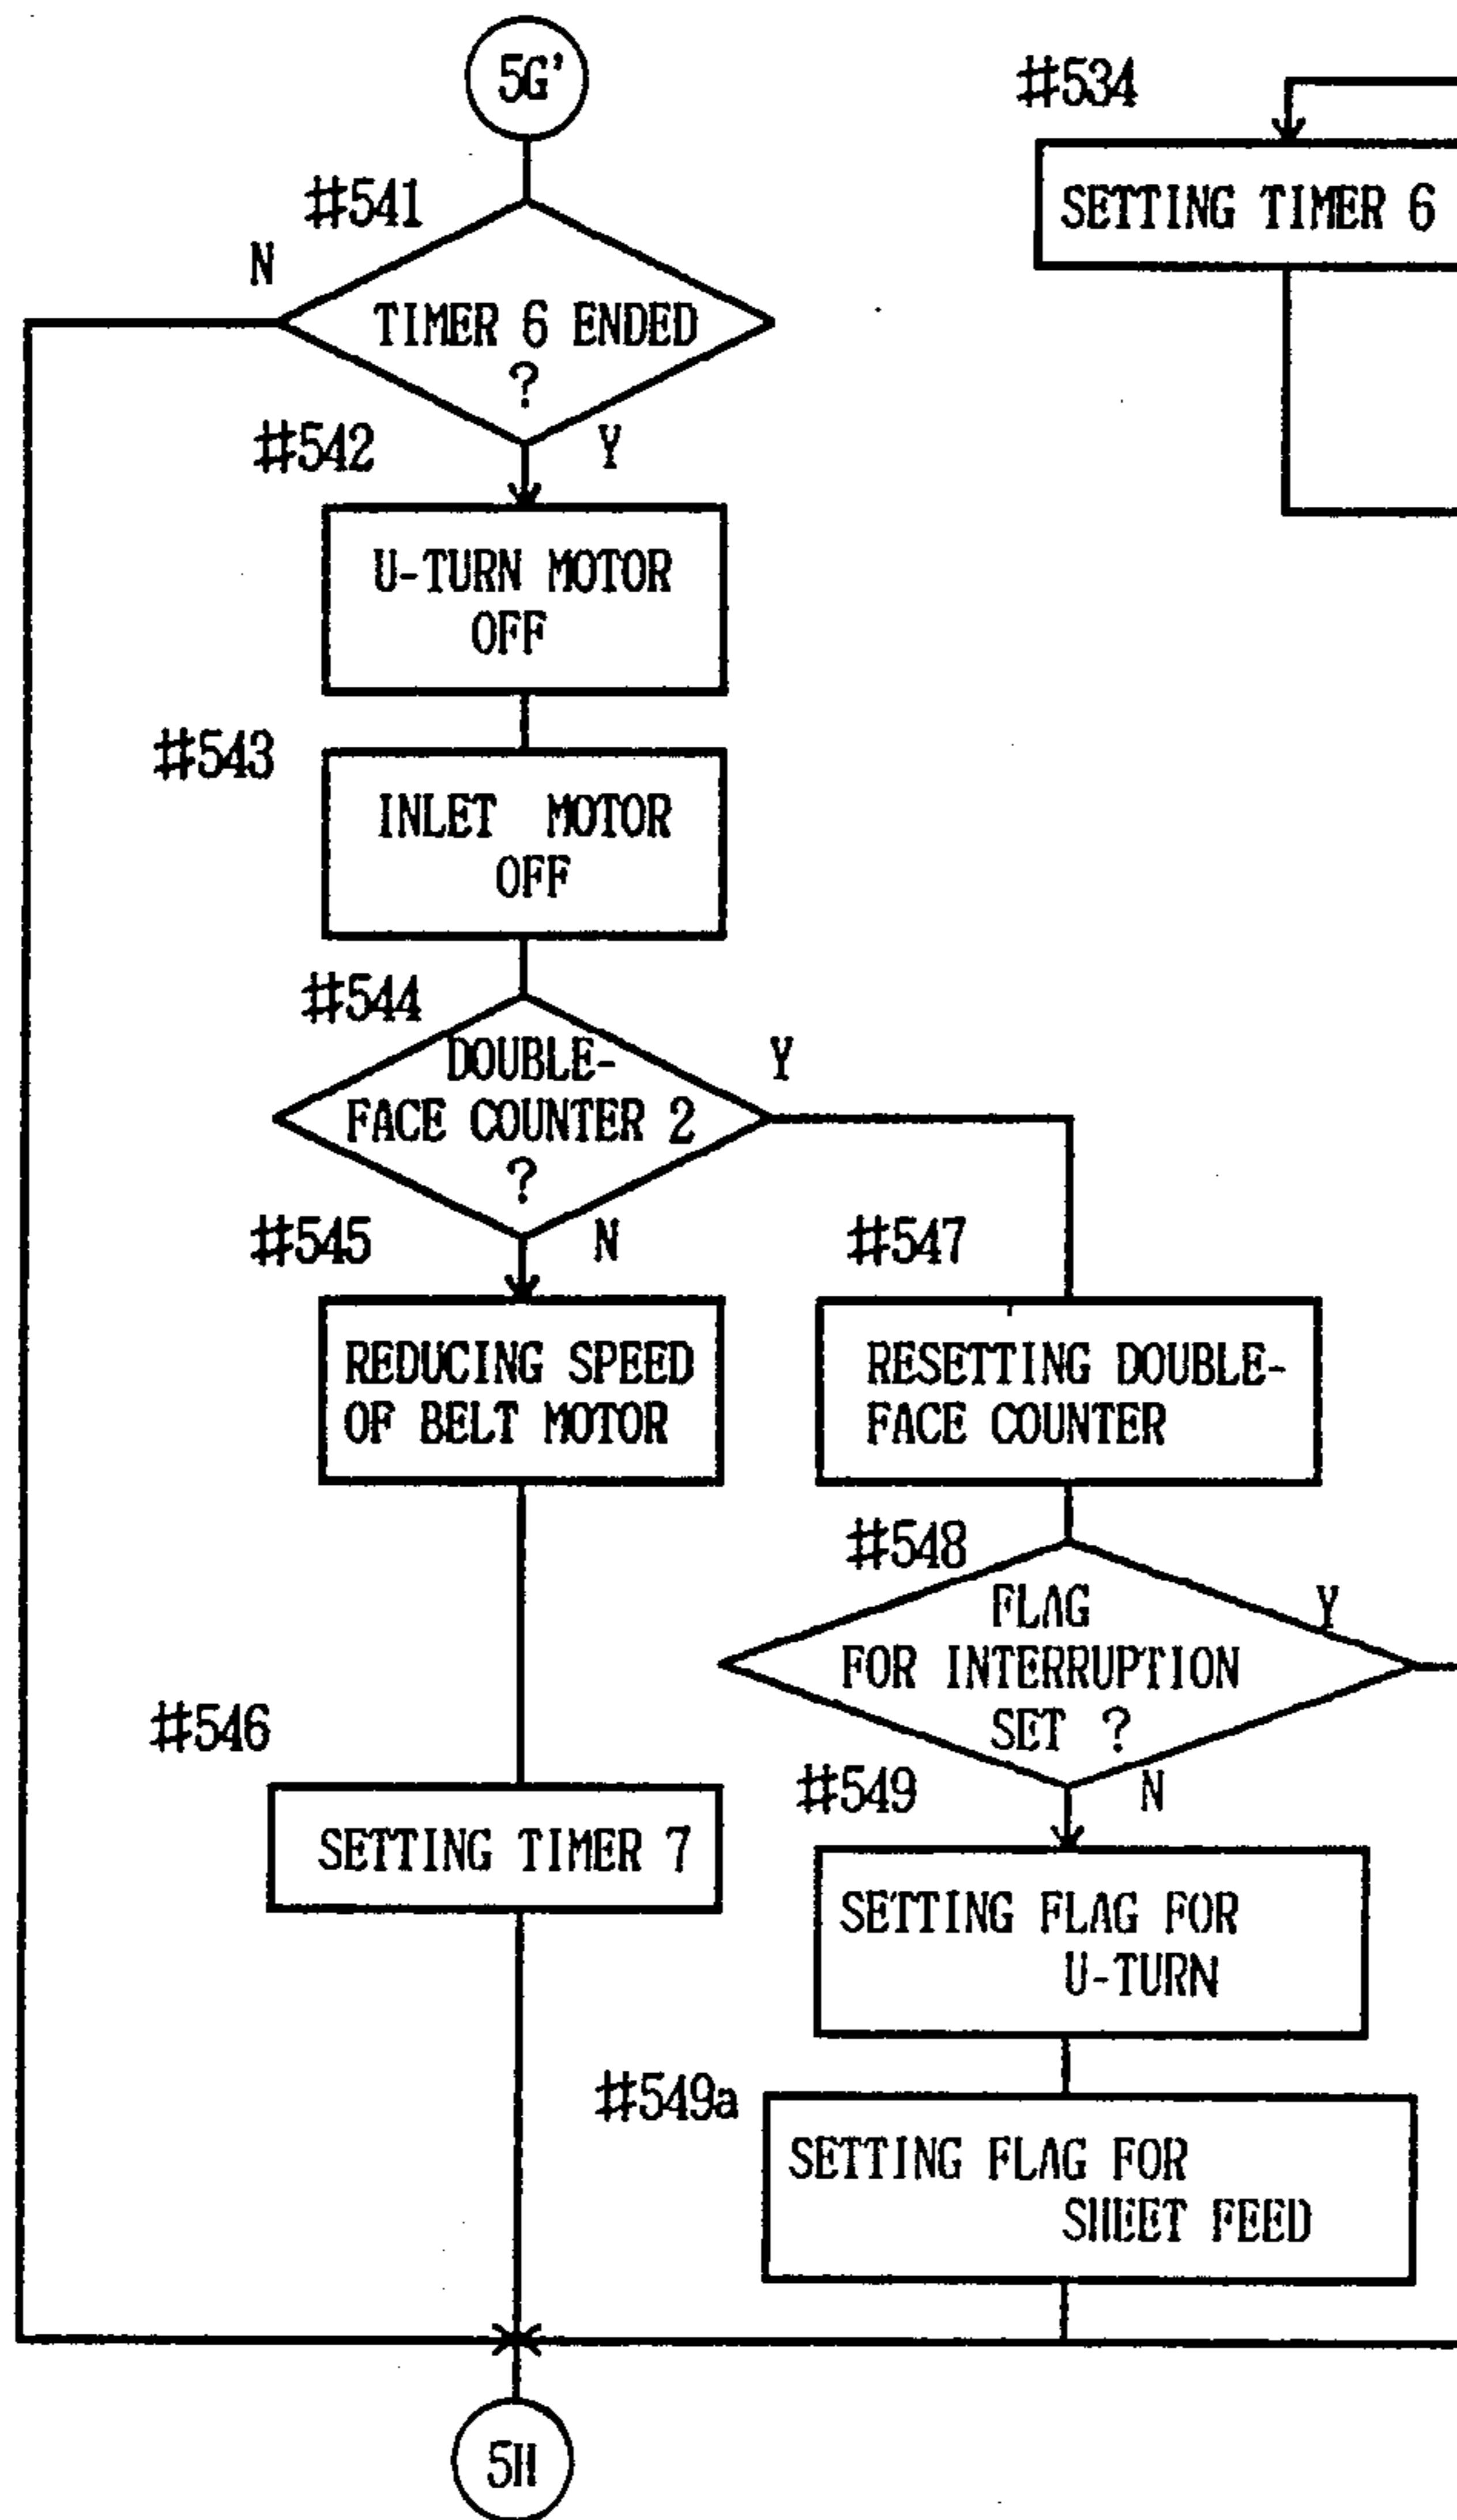 5G'
#534
SETTING TIMER 6
#541
N
TIMER 6 ENDED
?
#542
Y
U-TURN MOTOR
OFF
#543
INLET MOTOR
OFF
#544
DOUBLE-
FACE COUNTER 2
?
Y
#545
N
REDUCING SPEED
OF BELT MOTOR
#547
RESETTING DOUBLE-
FACE COUNTER
#548
FLAG
FOR INTERRUPTION
SET ?
Y
#546
SETTING TIMER 7
#549
N
SETTING FLAG FOR
U-TURN
#549a
SETTING FLAG FOR
SHEET FEED
5H